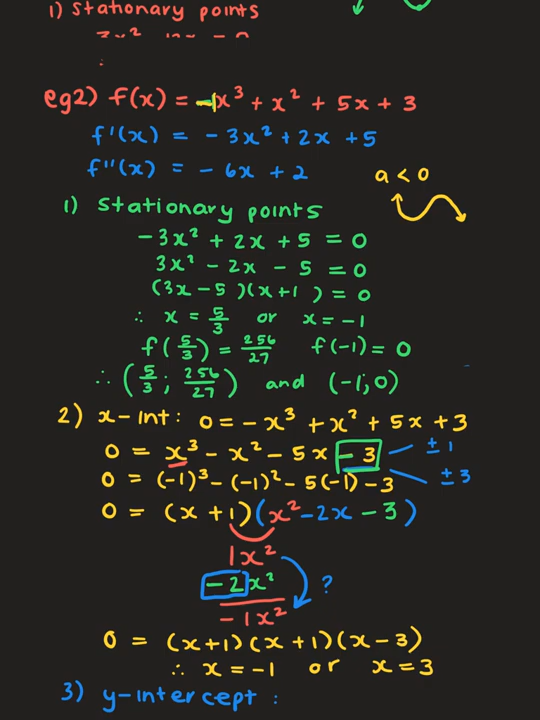 1) Stationary points
eg2) f(x) = -1x³ + x² + 5x + 3
f'(x) = - 3x² + 2x + 5
f''(x) = - 6x + 2
a < 0
1) Stationary points
-3x² + 2x + 5 = 0
3x² - 2x - 5 = 0
(3x - 5)(x + 1) = 0
∴ x = 5/3 or x = -1
f(5/3) = 256/27 f(-1) = 0
∴ (5/3 ; 256/27) and (-1;0)
2) x-int: 0 = - x³ + x² + 5x + 3
0 = x³ - x² - 5x - 3 ± 1
0 = (-1)³ - (-1)² - 5(-1) - 3 ± 3
0 = (x + 1)(x² - 2x - 3)
1x²
-2x² ?
-1x²
0 = (x+1)(x+1)(x-3)
∴ x = -1 or x = 3
3) y-intercept :